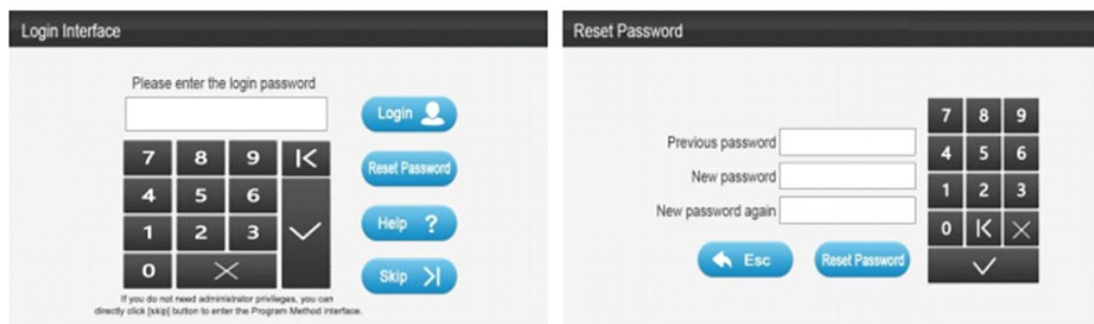 Login Interface
Please enter the login password
Login
7 8 9
Reset Password
4 5 6
1 2 3
Help ?
0
Skip
If you do not need administrator privileges, you can
directly click [skip] button to enter the Program Method interface.
Reset Password
7 8 9
Previous password
4 5 6
New password
1 2 3
New password again
0
Esc
Reset Password